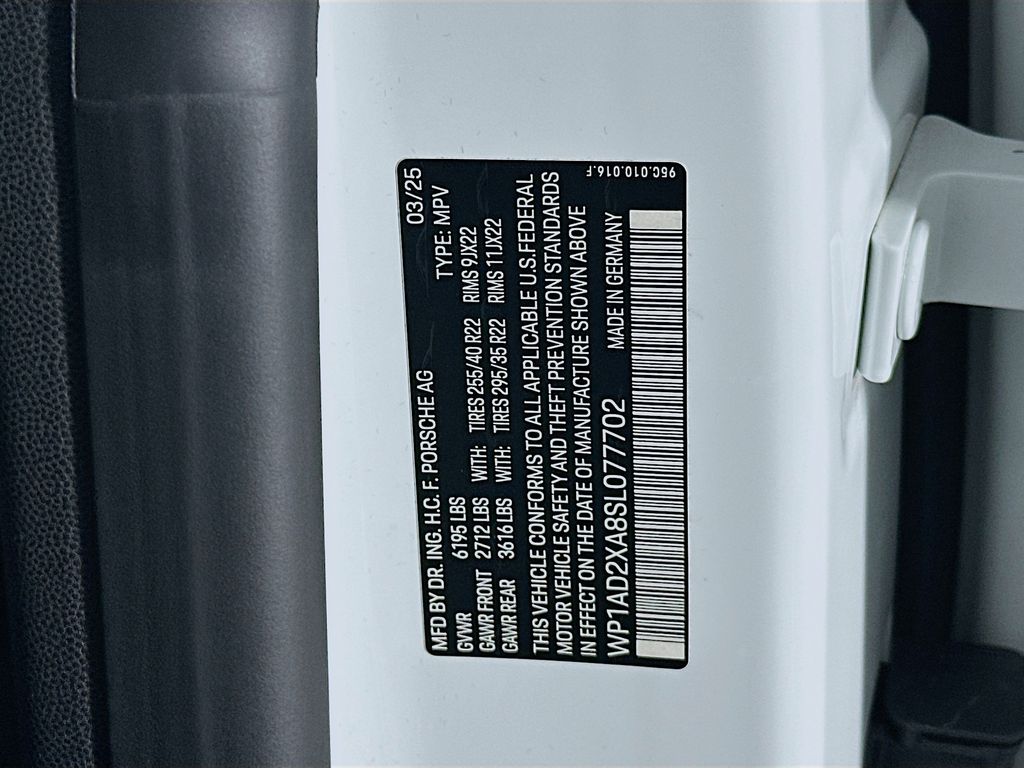 MFD BY DR. ING. H.C. F. PORSCHE AG 03/25
GVWR 6195 LBS TYPE: MPV
GAWR FRONT 2712 LBS WITH: TIRES 255/40 R22 RIMS 9JX22
GAWR REAR 3616 LBS WITH: TIRES 295/35 R22 RIMS 11JX22
THIS VEHICLE CONFORMS TO ALL APPLICABLE U.S.FEDERAL
MOTOR VEHICLE SAFETY AND THEFT PREVENTION STANDARDS
IN EFFECT ON THE DATE OF MANUFACTURE SHOWN ABOVE
WP1AD2XA8SL077702 MADE IN GERMANY
95C.010.016.F